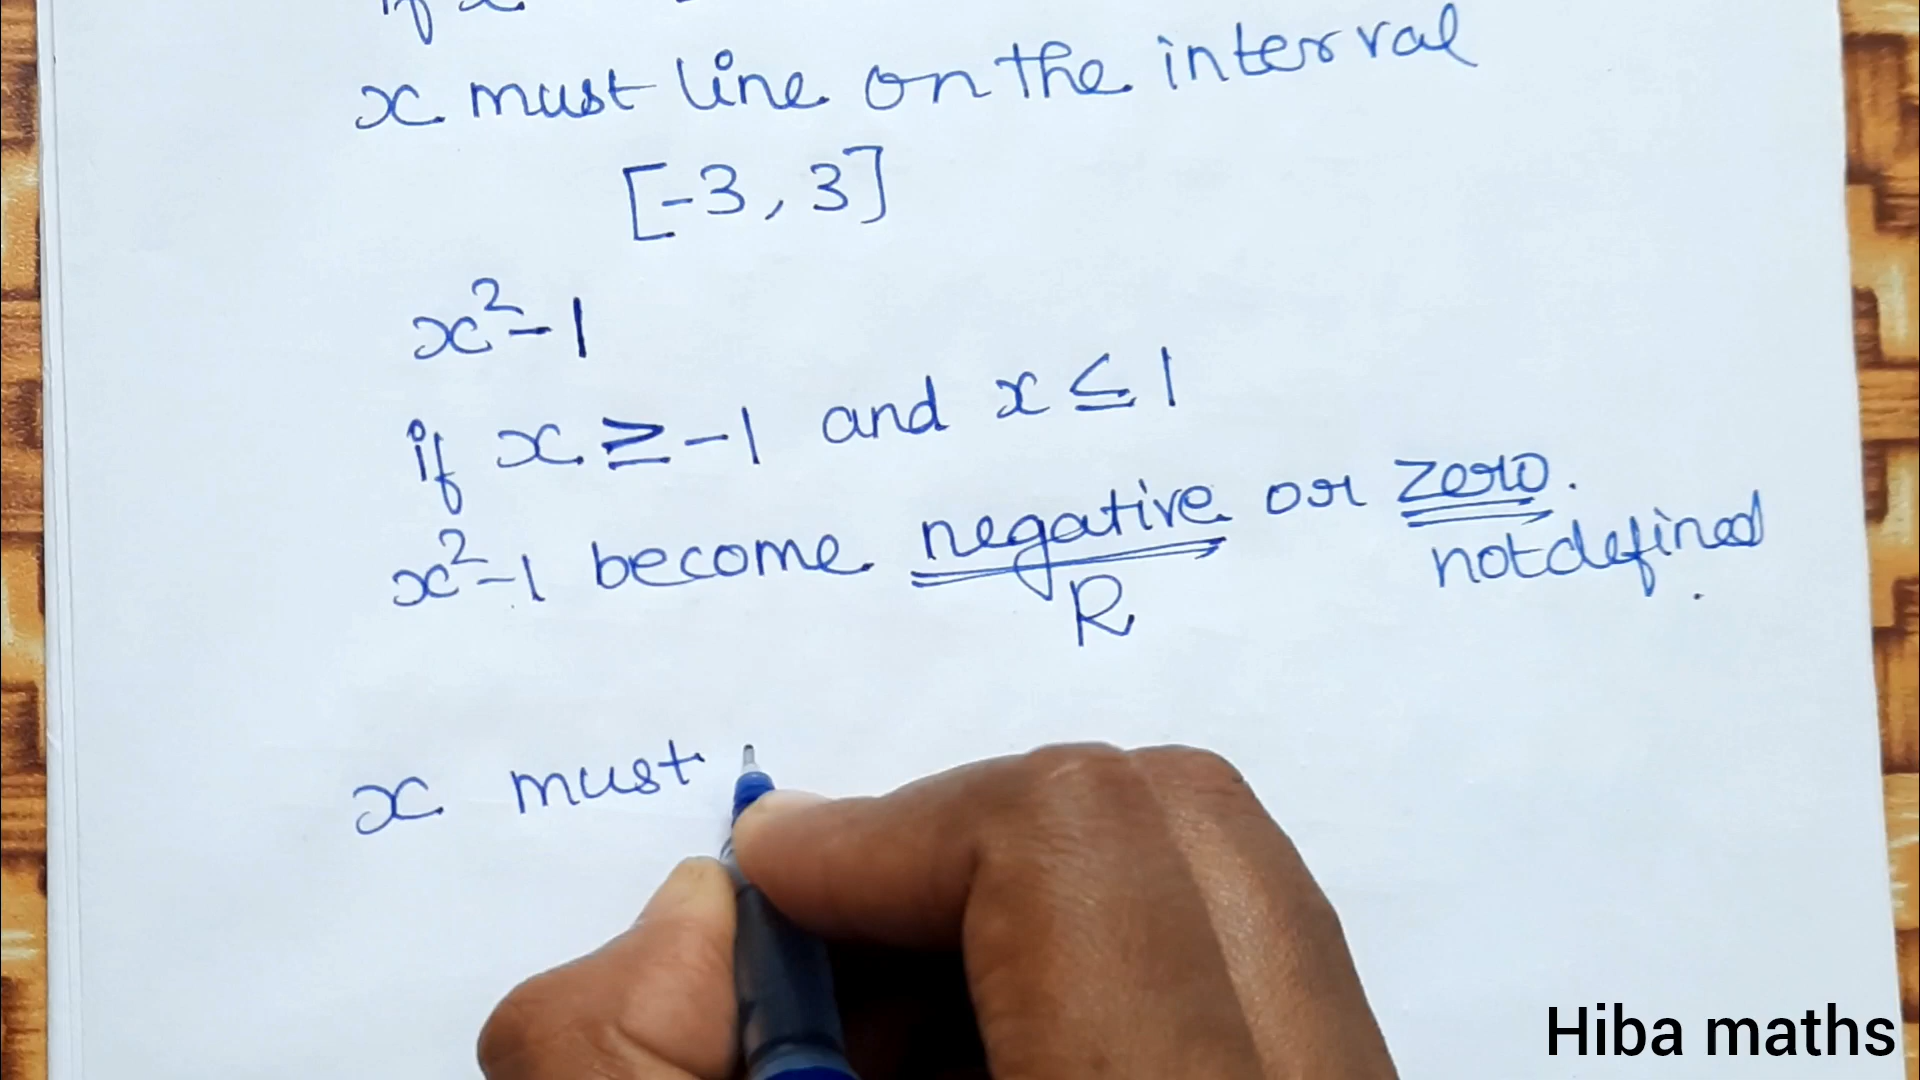 if x
x must line on the interval
[-3, 3]
x²-1
if x ≥ -1 and x ≤ 1
x²-1 become negative or zero.
R notdefined.
x must
Hiba maths